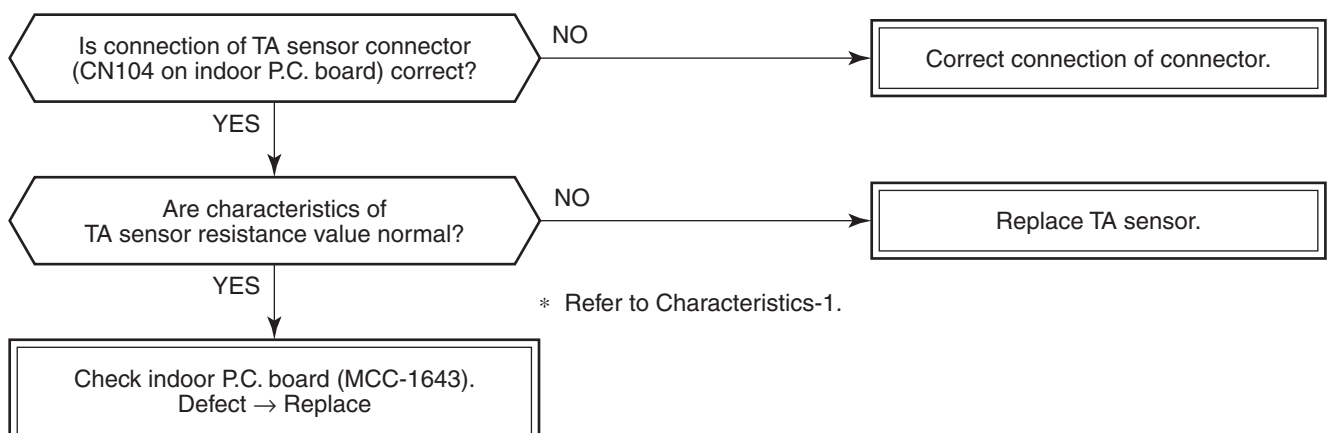 Is connection of TA sensor connector
(CN104 on indoor P.C. board) correct?
NO
Correct connection of connector.
YES
Are characteristics of
TA sensor resistance value normal?
NO
Replace TA sensor.
YES
* Refer to Characteristics-1.
Check indoor P.C. board (MCC-1643).
Defect → Replace